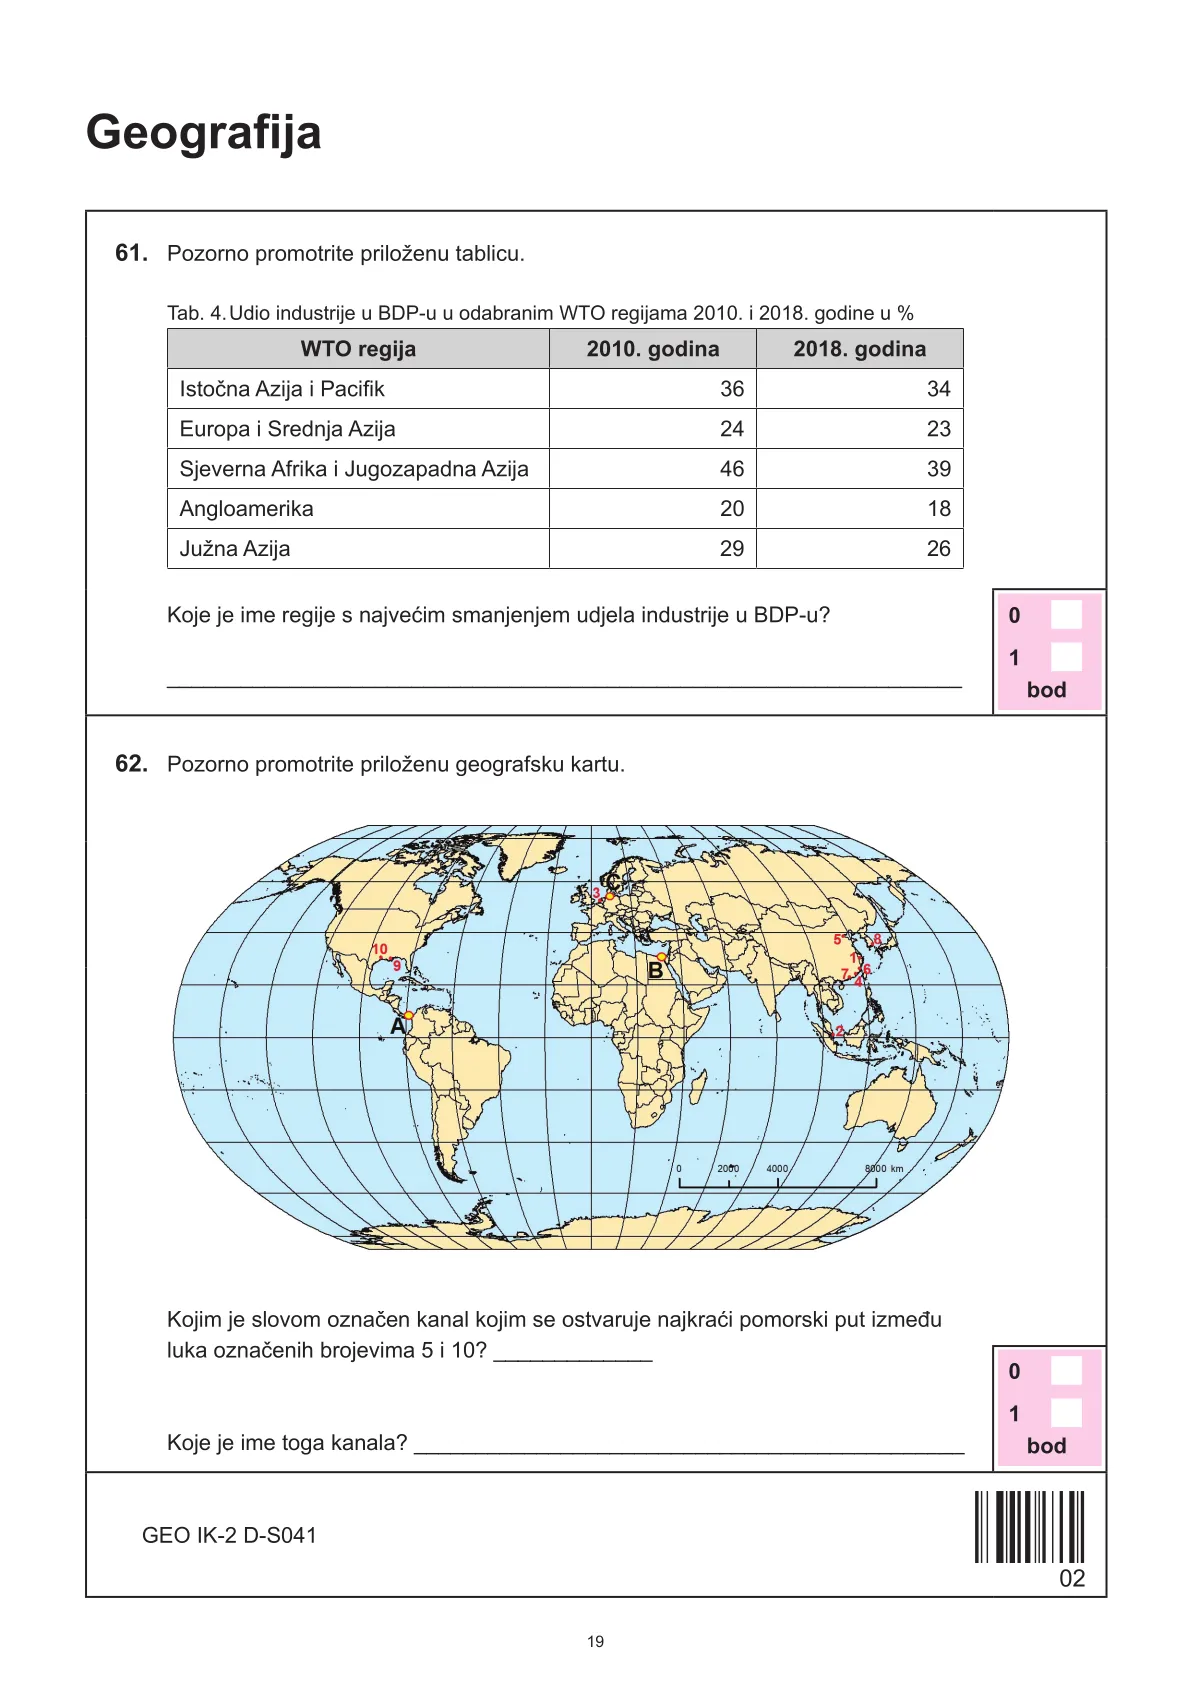 Geografija
61. Pozorno promotrite priloženu tablicu.
Tab. 4. Udio industrije u BDP-u u odabranim WTO regijama 2010. i 2018. godine u %
WTO regija 2010. godina 2018. godina
Istočna Azija i Pacifik 36 34
Europa i Srednja Azija 24 23
Sjeverna Afrika i Jugozapadna Azija 46 39
Angloamerika 20 18
Južna Azija 29 26
Koje je ime regije s najvećim smanjenjem udjela industrije u BDP-u?
0
1
bod
62. Pozorno promotrite priloženu geografsku kartu.
C
3
5
8
10
9
B
1
6
7
4
A
2
0 2000 4000 8000 km
Kojim je slovom označen kanal kojim se ostvaruje najkraći pomorski put između
luka označenih brojevima 5 i 10? _____________
0
1
bod
Koje je ime toga kanala? _____________________________________________
GEO IK-2 D-S041
02
19